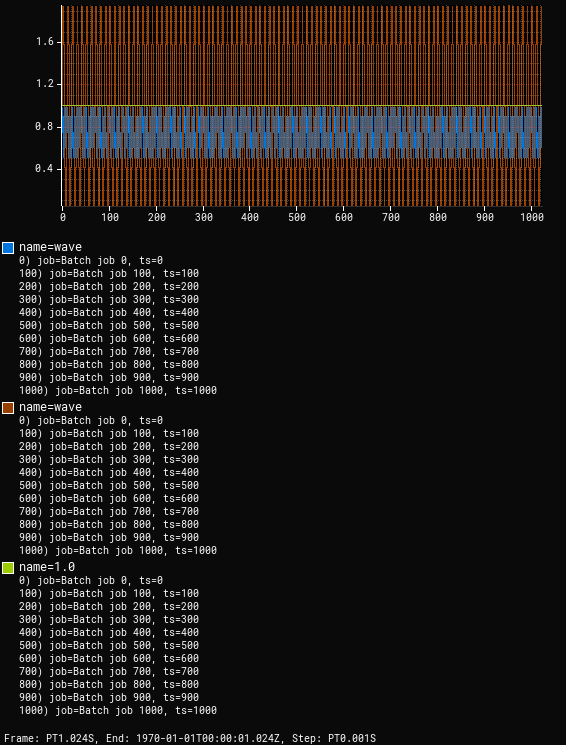 1.6
1.2
0.8
0.4
0 100 200 300 400 500 600 700 800 900 1000
name=wave
0) job=Batch job 0, ts=0
100) job=Batch job 100, ts=100
200) job=Batch job 200, ts=200
300) job=Batch job 300, ts=300
400) job=Batch job 400, ts=400
500) job=Batch job 500, ts=500
600) job=Batch job 600, ts=600
700) job=Batch job 700, ts=700
800) job=Batch job 800, ts=800
900) job=Batch job 900, ts=900
1000) job=Batch job 1000, ts=1000
name=wave
0) job=Batch job 0, ts=0
100) job=Batch job 100, ts=100
200) job=Batch job 200, ts=200
300) job=Batch job 300, ts=300
400) job=Batch job 400, ts=400
500) job=Batch job 500, ts=500
600) job=Batch job 600, ts=600
700) job=Batch job 700, ts=700
800) job=Batch job 800, ts=800
900) job=Batch job 900, ts=900
1000) job=Batch job 1000, ts=1000
name=1.0
0) job=Batch job 0, ts=0
100) job=Batch job 100, ts=100
200) job=Batch job 200, ts=200
300) job=Batch job 300, ts=300
400) job=Batch job 400, ts=400
500) job=Batch job 500, ts=500
600) job=Batch job 600, ts=600
700) job=Batch job 700, ts=700
800) job=Batch job 800, ts=800
900) job=Batch job 900, ts=900
1000) job=Batch job 1000, ts=1000
Frame: PT1.024S, End: 1970-01-01T00:00:01.024Z, Step: PT0.001S